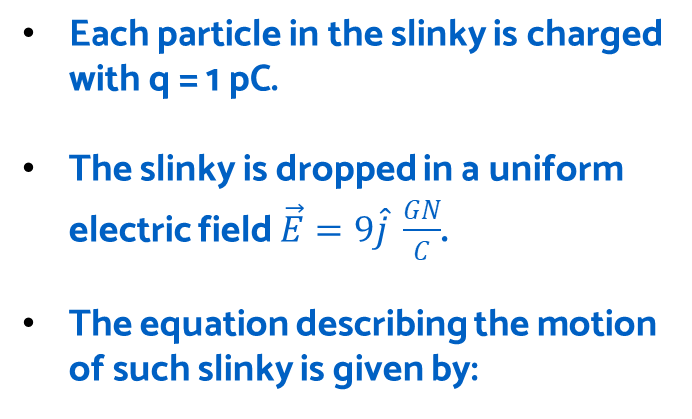 • Each particle in the slinky is charged
with q = 1 pC.
• The slinky is dropped in a uniform
electric field $\vec{E} = 9\hat{j} \frac{GN}{C}$.
• The equation describing the motion
of such slinky is given by: